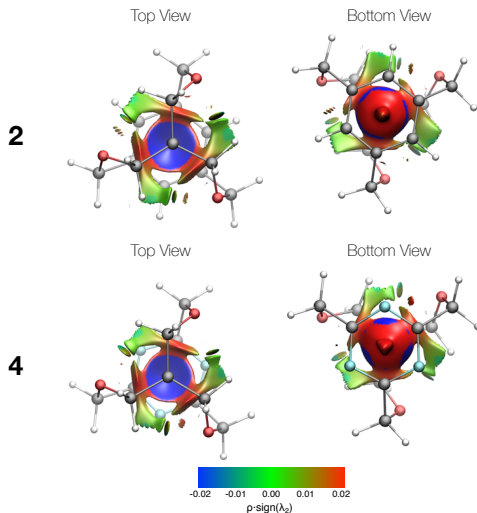 Top View Bottom View
2
Top View Bottom View
4
-0.02 -0.01 0.00 0.01 0.02
ρ·sign(λ₂)